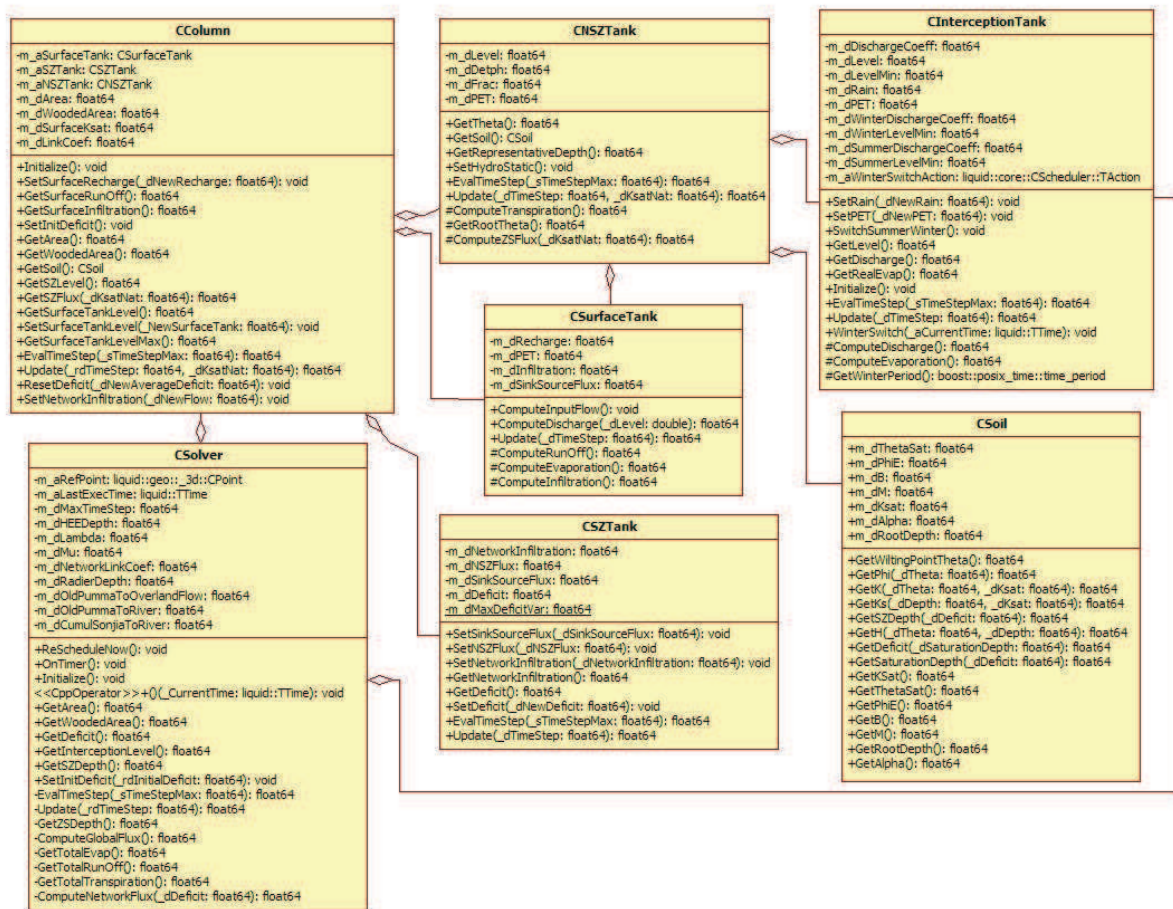 CColumn
-m_aSurfaceTank: CSurfaceTank
-m_aSZTank: CSZTank
-m_aNSZTank: CNSZTank
-m_dArea: float64
-m_dWoodedArea: float64
-m_dSurfaceKsat: float64
-m_dLinkCoef: float64
+Initialize(): void
+SetSurfaceRecharge(_dNewRecharge: float64): void
+GetSurfaceRunOff(): float64
+GetSurfaceInfiltration(): float64
+SetInitDeficit(): void
+GetArea(): float64
+GetWoodedArea(): float64
+GetSoil(): CSoil
+GetSZLevel(): float64
+GetSZFlux(_dKsatNat: float64): float64
+GetSurfaceTankLevel(): float64
+SetSurfaceTankLevel(_NewSurfaceTank: float64): void
+GetSurfaceTankLevelMax(): float64
+EvalTimeStep(_sTimeStepMax: float64): float64
+Update(_rdTimeStep: float64, _dKsatNat: float64): float64
+ResetDeficit(_dNewAverageDeficit: float64): void
+SetNetworkInfiltration(_dNewFlow: float64): void
CNSZTank
-m_dLevel: float64
-m_dDetph: float64
-m_dFrac: float64
-m_dPET: float64
+GetTheta(): float64
+GetSoil(): CSoil
+GetRepresentativeDepth(): float64
+SetHydroStatic(): void
+EvalTimeStep(_sTimeStepMax: float64): float64
+Update(_dTimeStep: float64, _dKsatNat: float64): float64
#ComputeTranspiration(): float64
#GetRootTheta(): float64
#ComputeZSFlux(_dKsatNat: float64): float64
CInterceptionTank
-m_dDischargeCoeff: float64
-m_dLevel: float64
-m_dLevelMin: float64
-m_dRain: float64
-m_dPET: float64
-m_dWinterDischargeCoeff: float64
-m_dWinterLevelMin: float64
-m_dSummerDischargeCoeff: float64
-m_dSummerLevelMin: float64
-m_aWinterSwitchAction: liquid::core::CScheduler::TAction
+SetRain(_dNewRain: float64): void
+SetPET(_dNewPET: float64): void
+SwitchSummerWinter(): void
+GetLevel(): float64
+GetDischarge(): float64
+GetRealEvap(): float64
+Initialize(): void
+EvalTimeStep(_sTimeStepMax: float64): float64
+Update(_dTimeStep: float64): float64
+WinterSwitch(_aCurrentTime: liquid::TTime): void
#ComputeDischarge(): float64
#ComputeEvaporation(): float64
#GetWinterPeriod(): boost::posix_time::time_period
CSurfaceTank
-m_dRecharge: float64
-m_dPET: float64
-m_dInfiltration: float64
-m_dSinkSourceFlux: float64
+ComputeInputFlow(): void
+ComputeDischarge(_dLevel: double): float64
+Update(_dTimeStep: float64): float64
#ComputeRunOff(): float64
#ComputeEvaporation(): float64
#ComputeInfiltration(): float64
CSolver
-m_aRefPoint: liquid::geo::_3d::CPoint
-m_aLastExecTime: liquid::TTime
-m_dMaxTimeStep: float64
-m_dHEEDepth: float64
-m_dLambda: float64
-m_dMu: float64
-m_dNetworkLinkCoef: float64
-m_dRadierDepth: float64
-m_dOldPummaToOverlandFlow: float64
-m_dOldPummaToRiver: float64
-m_dCumulSonjiaToRiver: float64
+ReScheduleNow(): void
+OnTimer(): void
+Initialize(): void
<<CppOperator>>+()(_CurrentTime: liquid::TTime): void
+GetArea(): float64
+GetWoodedArea(): float64
+GetDeficit(): float64
+GetInterceptionLevel(): float64
+GetSZDepth(): float64
+SetInitDeficit(_rdInitialDeficit: float64): void
-EvalTimeStep(_sTimeStepMax: float64): float64
-Update(_rdTimeStep: float64): float64
-GetZSDepth(): float64
-ComputeGlobalFlux(): float64
-GetTotalEvap(): float64
-GetTotalRunOff(): float64
-GetTotalTranspiration(): float64
-ComputeNetworkFlux(_dDeficit: float64): float64
CSZTank
-m_dNetworkInfiltration: float64
-m_dNSZFlux: float64
-m_dSinkSourceFlux: float64
-m_dDeficit: float64
-m_dMaxDeficitVar: float64
+SetSinkSourceFlux(_dSinkSourceFlux: float64): void
+SetNSZFlux(_dNSZFlux: float64): void
+SetNetworkInfiltration(_dNetworkInfiltration: float64): void
+GetNetworkInfiltration(): float64
+GetDeficit(): float64
+SetDeficit(_dNewDeficit: float64): void
+EvalTimeStep(_sTimeStepMax: float64): float64
+Update(_dTimeStep: float64): float64
CSoil
+m_dThetaSat: float64
+m_dPhiE: float64
+m_dB: float64
+m_dM: float64
+m_dKsat: float64
+m_dAlpha: float64
+m_dRootDepth: float64
+GetWiltingPointTheta(): float64
+GetPhi(_dTheta: float64): float64
+GetK(_dTheta: float64, _dKsat: float64): float64
+GetKs(_dDepth: float64, _dKsat: float64): float64
+GetSZDepth(_dDeficit: float64): float64
+GetH(_dTheta: float64, _dDepth: float64): float64
+GetDeficit(_dSaturationDepth: float64): float64
+GetSaturationDepth(_dDeficit: float64): float64
+GetKSat(): float64
+GetThetaSat(): float64
+GetPhiE(): float64
+GetB(): float64
+GetM(): float64
+GetRootDepth(): float64
+GetAlpha(): float64